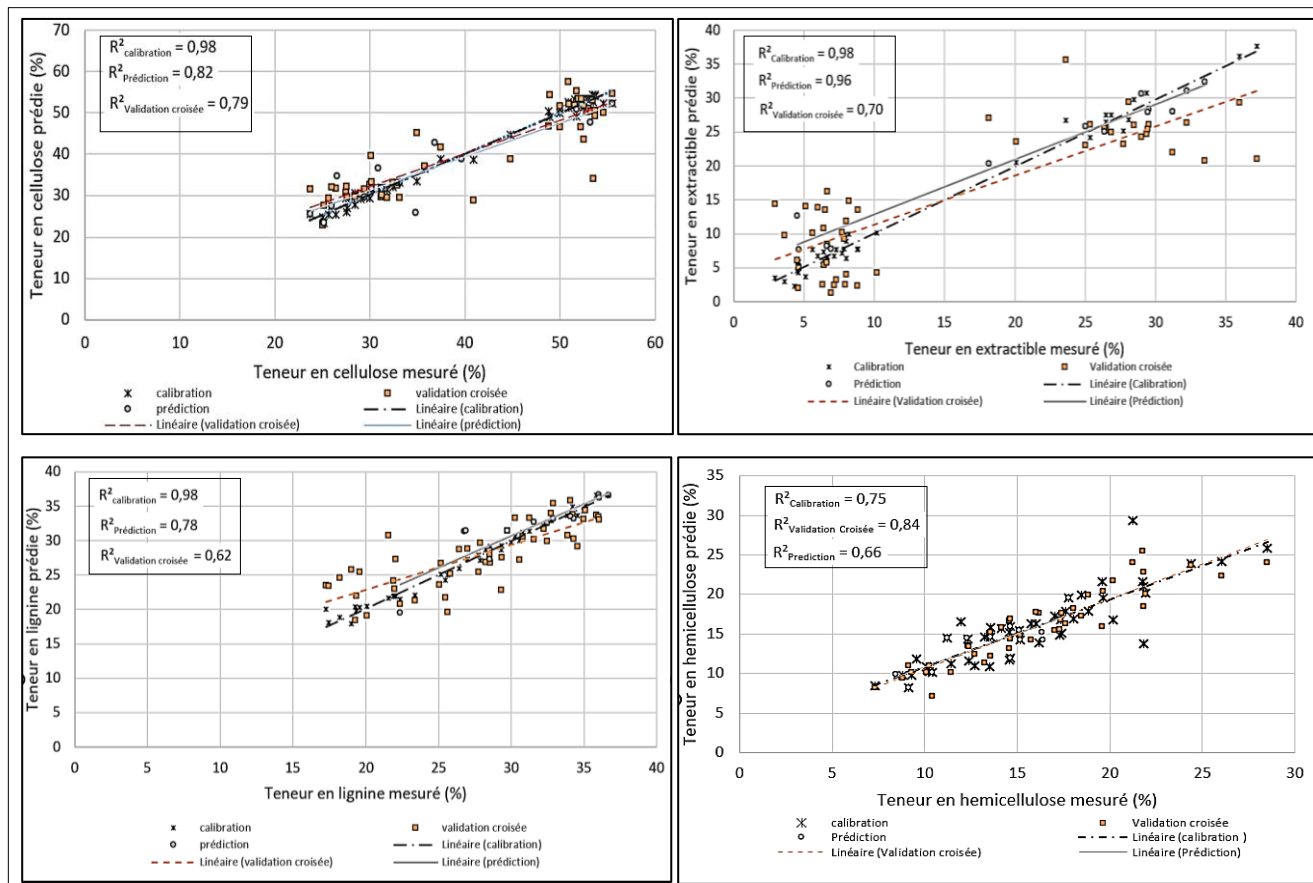 R²calibration = 0,98
R²Prédiction = 0,82
R²Validation croisée = 0,79
Teneur en cellulose prédie (%)
70
60
50
40
30
20
10
0
0 10 20 30 40 50 60
Teneur en cellulose mesuré (%)
calibration validation croisée
prédiction Linéaire (calibration)
Linéaire (validation croisée) Linéaire (prédiction)
R²Calibration = 0,98
R²Prédiction = 0,96
R²Validation croisée = 0,70
Teneur en extractible prédie (%)
40
35
30
25
20
15
10
5
0
0 5 10 15 20 25 30 35 40
Teneur en extractible mesuré (%)
Calibration Validation croisée
Prédiction Linéaire (Calibration)
Linéaire (Validation croisée) Linéaire (Prédiction)
R²calibration = 0,98
R²Prédiction = 0,78
R²Validation croisée = 0,62
Teneur en lignine prédie (%)
40
35
30
25
20
15
10
5
0
0 5 10 15 20 25 30 35 40
Teneur en lignine mesuré (%)
calibration validation croisée
prédiction Linéaire (calibration)
Linéaire (validation croisée) Linéaire (prédiction)
R²Calibration = 0,75
R²Validation Croisée = 0,84
R²Prediction = 0,66
Teneur en hemicellulose prédie (%)
35
30
25
20
15
10
5
0
0 5 10 15 20 25 30
Teneur en hemicellulose mesuré (%)
calibration Validation croisée
Prédiction Linéaire (calibration )
Linéaire (Validation croisée) Linéaire (Prédiction)